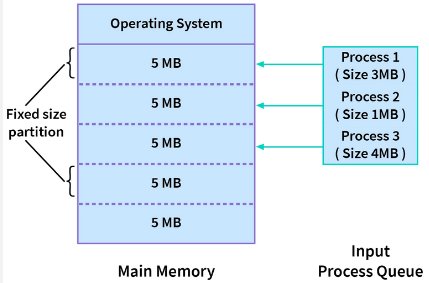 Operating System
5 MB
5 MB
5 MB
5 MB
5 MB
Fixed size
partition
Process 1
( Size 3MB )
Process 2
( Size 1MB )
Process 3
( Size 4MB )
Main Memory
Input
Process Queue